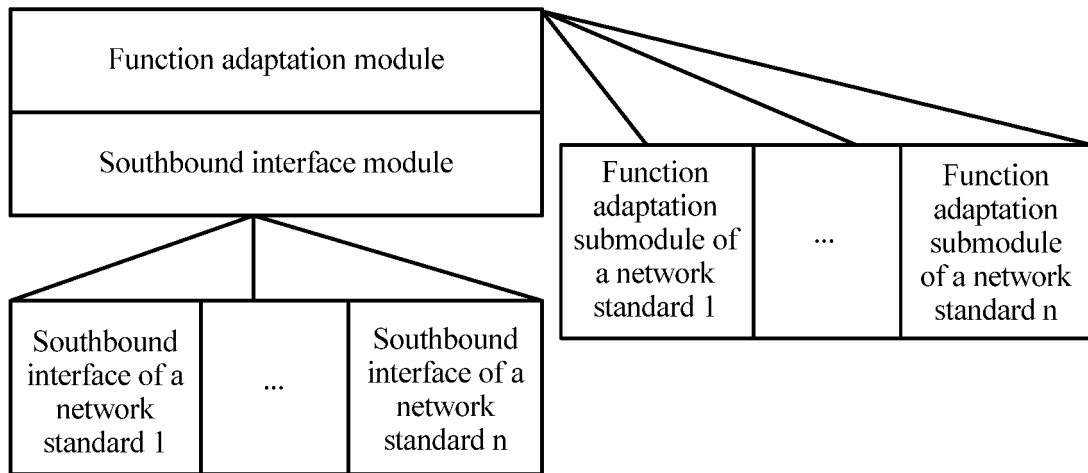 Function adaptation module
Southbound interface module
Function
adaptation
submodule of
a network
standard 1
...
Function
adaptation
submodule
of a network
standard n
Southbound
interface of a
network
standard 1
...
Southbound
interface of a
network
standard n